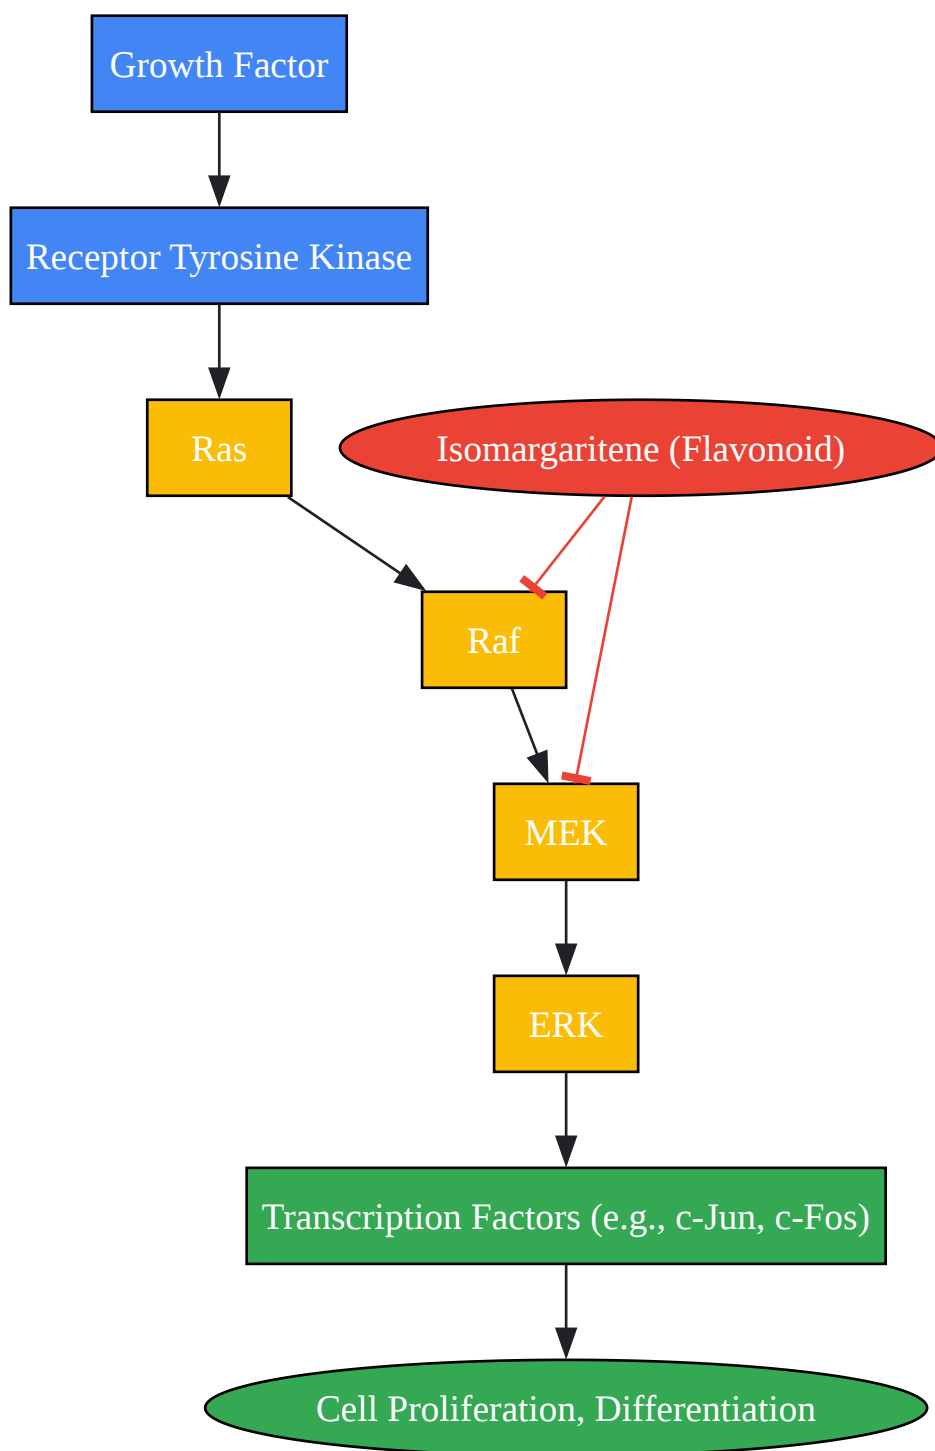 Growth Factor
Receptor Tyrosine Kinase
Ras
Isomargaritene (Flavonoid)
Raf
MEK
ERK
Transcription Factors (e.g., c-Jun, c-Fos)
Cell Proliferation, Differentiation